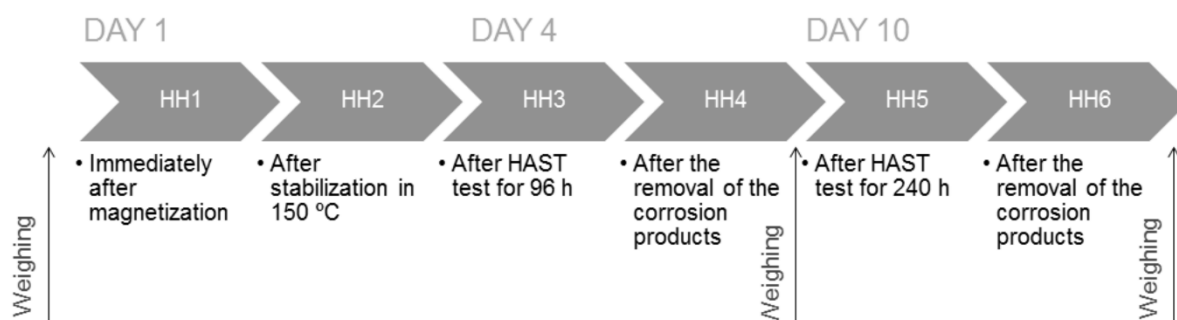 DAY 1
DAY 4
DAY 10
HH1
HH2
HH3
HH4
HH5
HH6
• Immediately
after
magnetization
• After
stabilization in
150 ºC
• After HAST
test for 96 h
• After the
removal of the
corrosion
products
• After HAST
test for 240 h
• After the
removal of the
corrosion
products
Weighing
Weighing
Weighing